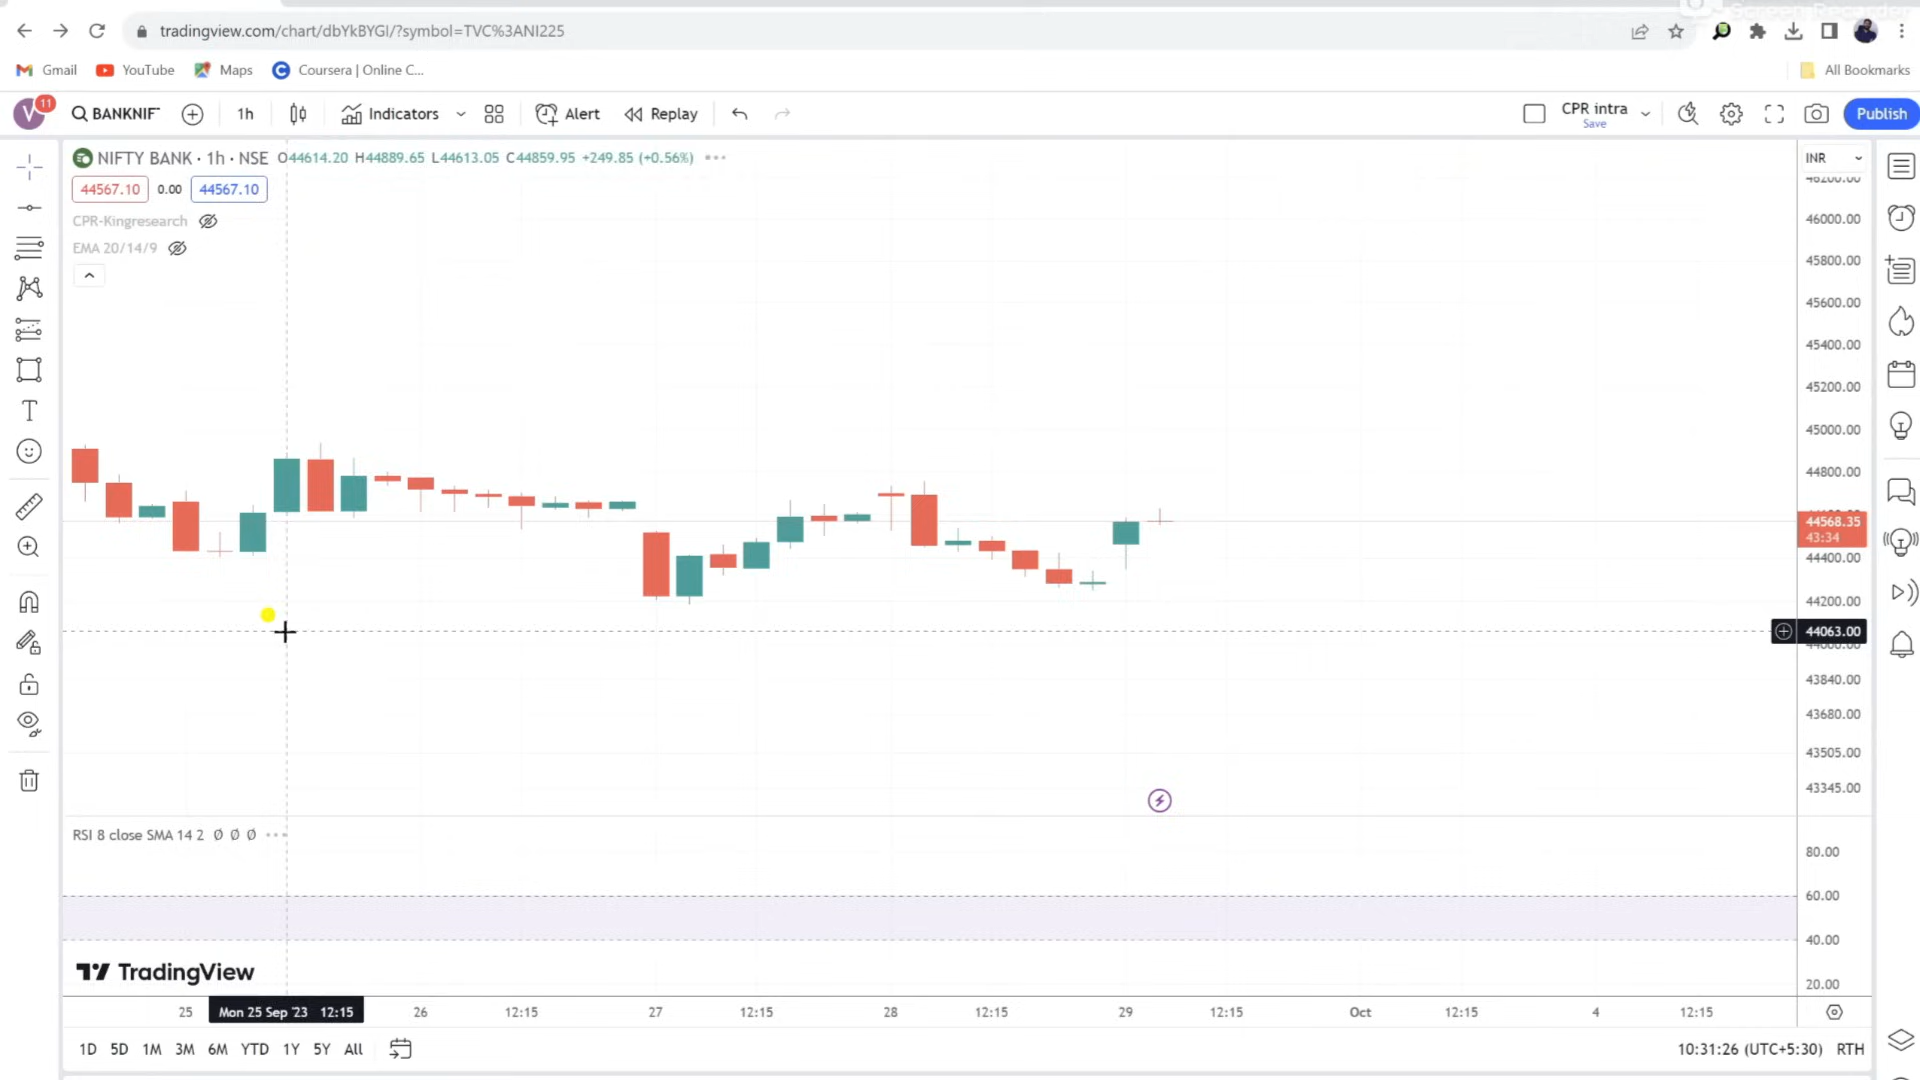 Screen Recorder
tradingview.com/chart/dbYkBYGI/?symbol=TVC%3ANI225
Gmail YouTube Maps Coursera | Online C... All Bookmarks
V 11 BANKNIF 1h Indicators Alert Replay CPR intra Save Publish
NIFTY BANK · 1h · NSE O44614.20 H44889.65 L44613.05 C44859.95 +249.85 (+0.56%) INR
44567.10 0.00 44567.10
CPR-Kingresearch
EMA 20/14/9
46200.00
46000.00
45800.00
45600.00
45400.00
45200.00
45000.00
44800.00
44568.35
43:34
44400.00
44200.00
44063.00
44000.00
43840.00
43680.00
43505.00
43345.00
RSI 8 close SMA 14 2 Ø Ø Ø
80.00
60.00
40.00
20.00
TradingView
25 Mon 25 Sep '23 12:15 26 12:15 27 12:15 28 12:15 29 12:15 Oct 12:15 4 12:15
1D 5D 1M 3M 6M YTD 1Y 5Y All 10:31:26 (UTC+5:30) RTH